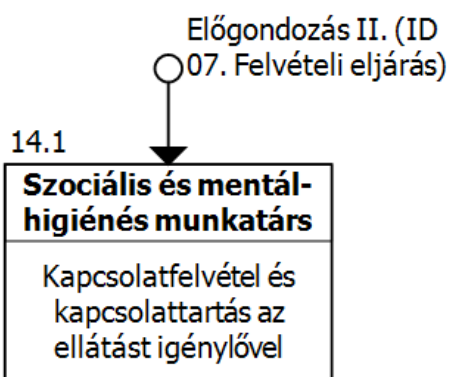 Előgondozás II. (ID
07. Felvételi eljárás)
14.1
Szociális és mentál-
higiénés munkatárs
Kapcsolatfelvétel és
kapcsolattartás az
ellátást igénylővel